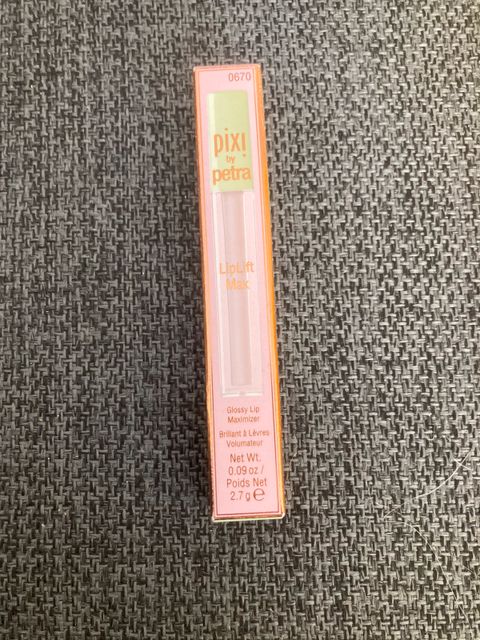 0670
pixi
by
petra
LipLift
Max
Glossy Lip
Maximizer
Brillant à Lèvres
Volumateur
Net Wt.
0.09 oz /
Poids Net
2.7 g ℮